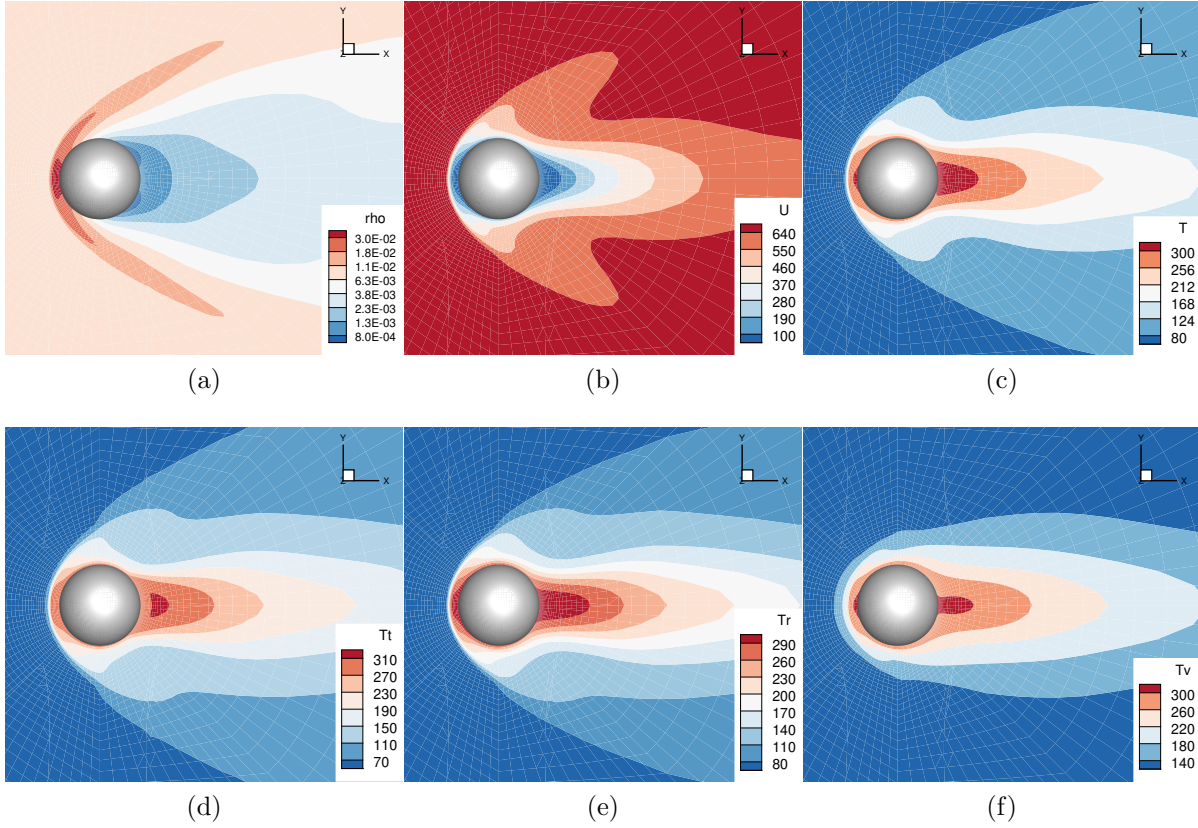 Y
Z
X
rho
3.0E-02
1.8E-02
1.1E-02
6.3E-03
3.8E-03
2.3E-03
1.3E-03
8.0E-04
(a)
Y
Z
X
U
640
550
460
370
280
190
100
(b)
Y
Z
X
T
300
256
212
168
124
80
(c)
Y
Z
X
Tt
310
270
230
190
150
110
70
(d)
Y
Z
X
Tr
290
260
230
200
170
140
110
80
(e)
Y
Z
X
Tv
300
260
220
180
140
(f)